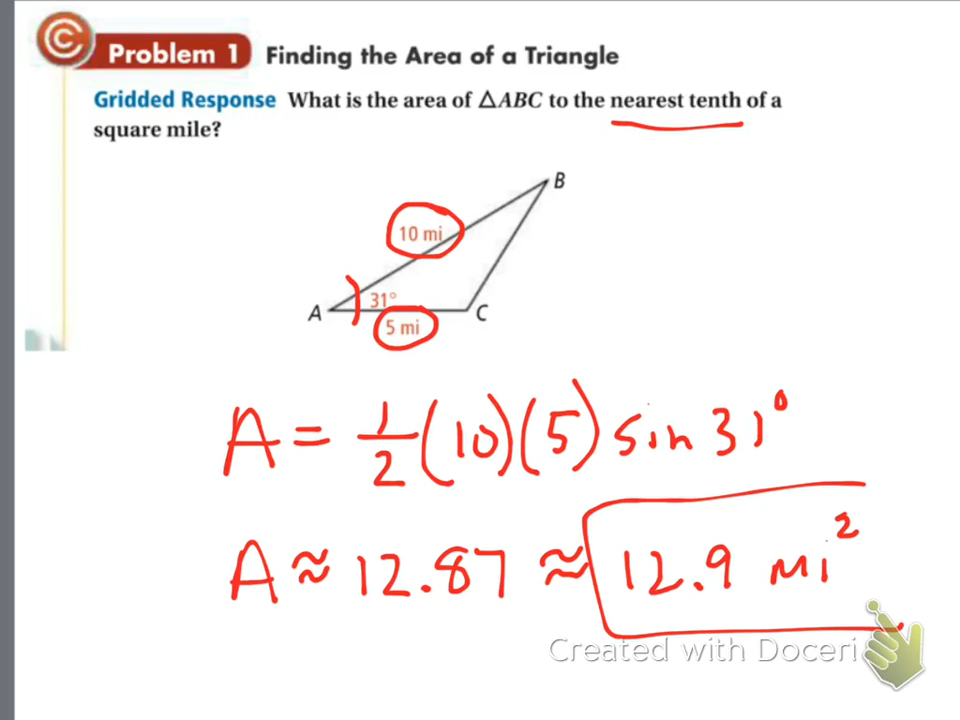 © Problem 1 Finding the Area of a Triangle
Gridded Response What is the area of △ABC to the nearest tenth of a
square mile?
B
10 mi
31°
A
C
5 mi
A = 1/2 (10)(5) sin 31°
A ≈ 12.87 ≈ 12.9 mi²
Created with Doceri